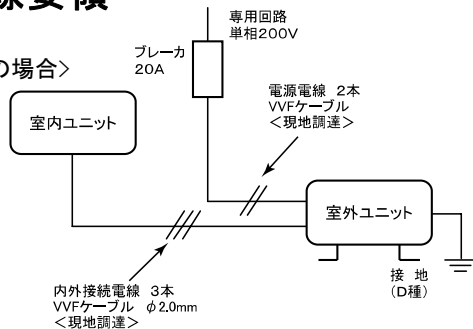 線要領
の場合>
専用回路
単相200V
ブレーカ
20A
電源電線 2本
VVFケーブル
<現地調達>
室内ユニット
室外ユニット
接 地
(D種)
内外接続電線 3本
VVFケーブル φ2.0mm
<現地調達>